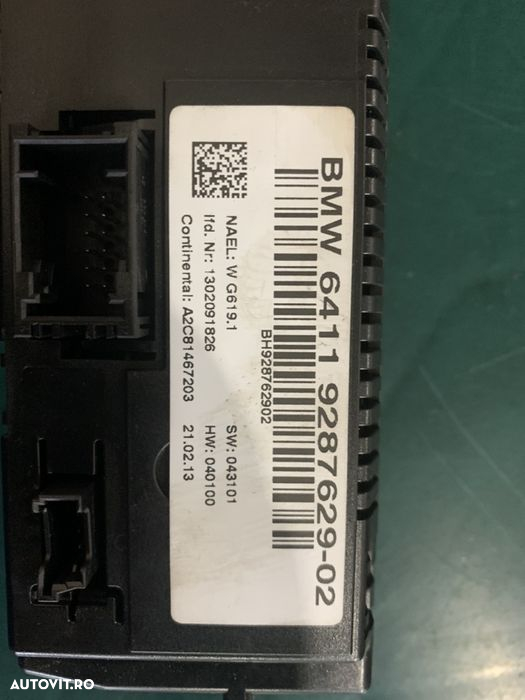 BMW 6411 9287629-02
BH928762902
NAEL: W G619.1 SW: 043101
lfd. Nr: 1302091826 HW: 040100
Continental: A2C81467203 21.02.13
AUTOVIT.RO